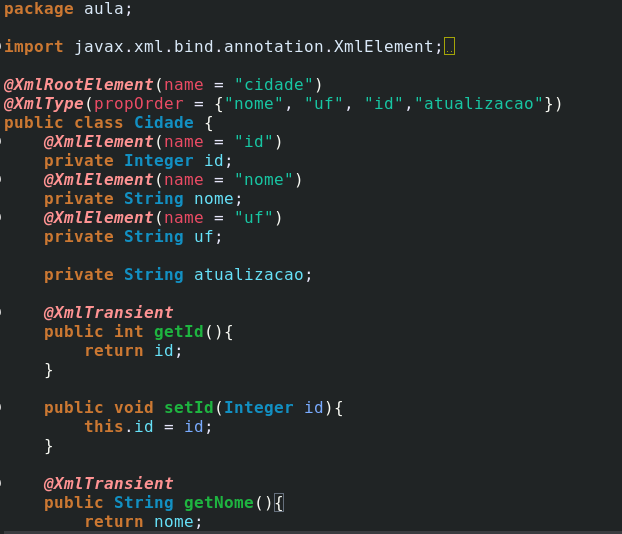 package aula;
import javax.xml.bind.annotation.XmlElement;..
@XmlRootElement(name = "cidade")
@XmlType(propOrder = {"nome", "uf", "id","atualizacao"})
public class Cidade {
@XmlElement(name = "id")
private Integer id;
@XmlElement(name = "nome")
private String nome;
@XmlElement(name = "uf")
private String uf;
private String atualizacao;
@XmlTransient
public int getId(){
return id;
}
public void setId(Integer id){
this.id = id;
}
@XmlTransient
public String getNome(){
return nome;